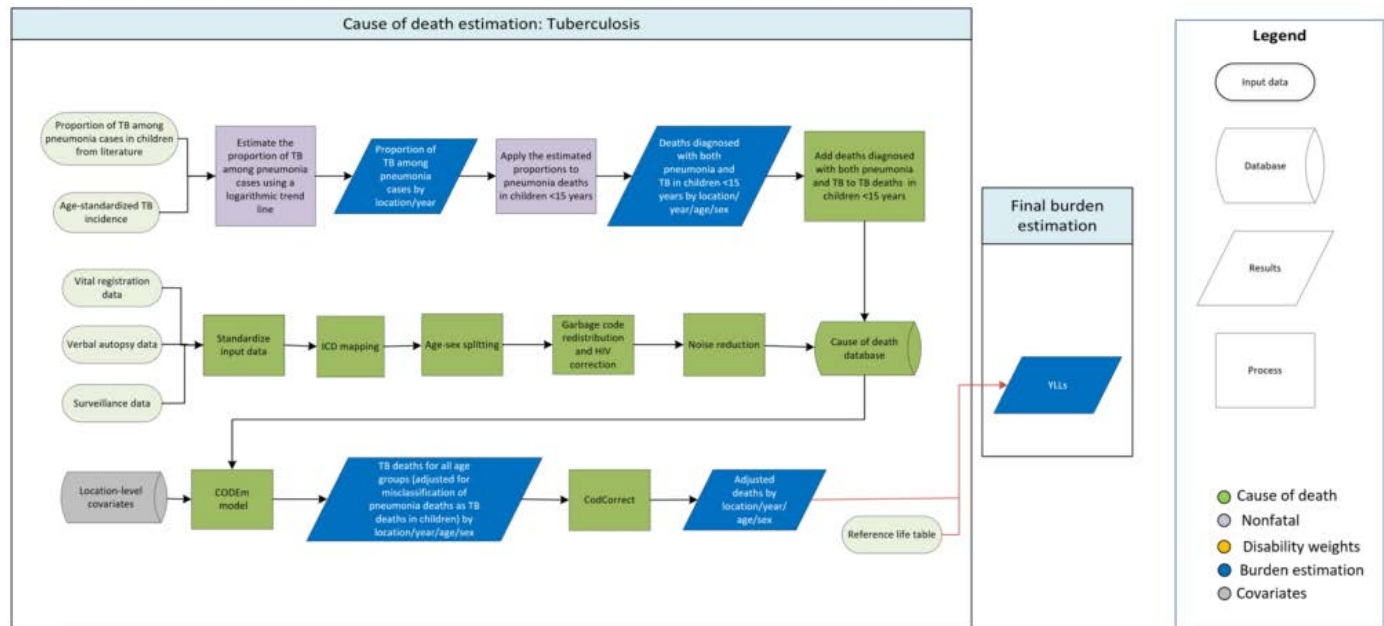 Cause of death estimation: Tuberculosis
Proportion of TB among
pneumonia cases in children
from literature
Age-standardized TB
incidence
Estimate the
proportion of TB
among pneumonia
cases using a
logarithmic trend
line
Proportion of
TB among
pneumonia
cases by
location/year
Apply the estimated
proportions to
pneumonia deaths
in children <15 years
Deaths diagnosed
with both
pneumonia and
TB in children <15
years by location/
year/age/sex
Add deaths diagnosed
with both pneumonia
and TB to TB deaths in
children <15 years
Vital registration
data
Verbal autopsy data
Surveillance data
Standardize
input data
ICD mapping
Age-sex splitting
Garbage code
redistribution
and HIV
correction
Noise reduction
Cause of death
database
Location-level
covariates
CODEm
model
TB deaths for all age
groups (adjusted for
misclassification of
pneumonia deaths as TB
deaths in children) by
location/year/age/sex
CodCorrect
Adjusted
deaths by
location/year/
age/sex
Reference life table
Final burden
estimation
YLLs
Legend
Input data
Database
Results
Process
Cause of death
Nonfatal
Disability weights
Burden estimation
Covariates